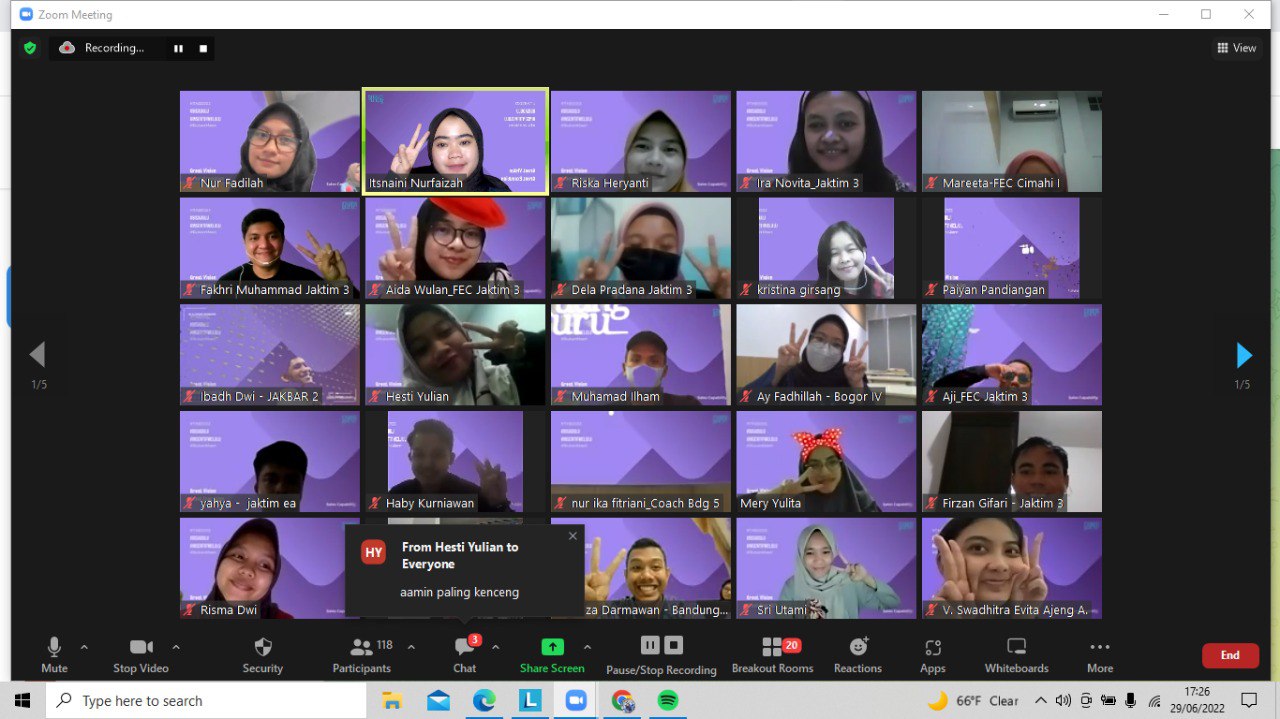 Zoom Meeting
Recording...
View
Nur Fadilah
Itsnaini Nurfaizah
Riska Heryanti
Ira Novita_Jaktim 3
Mareeta-FEC Cimahi I
Fakhri Muhammad Jaktim 3
Aida Wulan_FEC Jaktim 3
Dela Pradana Jaktim 3
kristina girsang
Paiyan Pandiangan
1/5
1/5
Ibadh Dwi - JAKBAR 2
Hesti Yulian
Muhamad Ilham
Ay Fadhillah - Bogor IV
Aji_FEC Jaktim 3
yahya - jaktim ea
Haby Kurniawan
nur ika fitriani_Coach Bdg 5
Mery Yulita
Firzan Gifari - Jaktim 3
HY
From Hesti Yulian to
Everyone
aamin paling kenceng
Risma Dwi
za Darmawan - Bandung...
Sri Utami
V. Swadhitra Evita Ajeng A.
118
3
20
Mute
Stop Video
Security
Participants
Chat
Share Screen
Pause/Stop Recording
Breakout Rooms
Reactions
Apps
Whiteboards
More
End
Type here to search
66°F Clear
17:26
29/06/2022